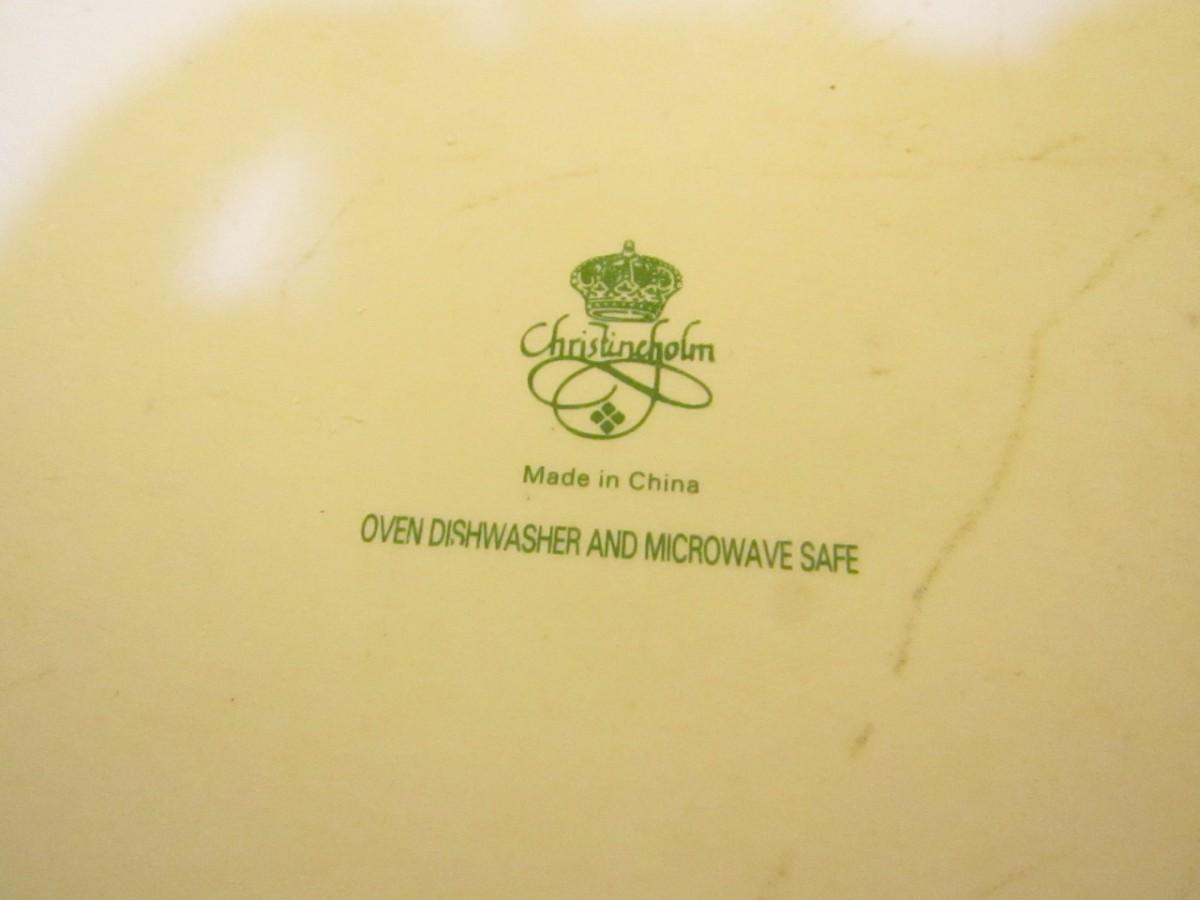 Christineholm
Made in China
OVEN DISHWASHER AND MICROWAVE SAFE